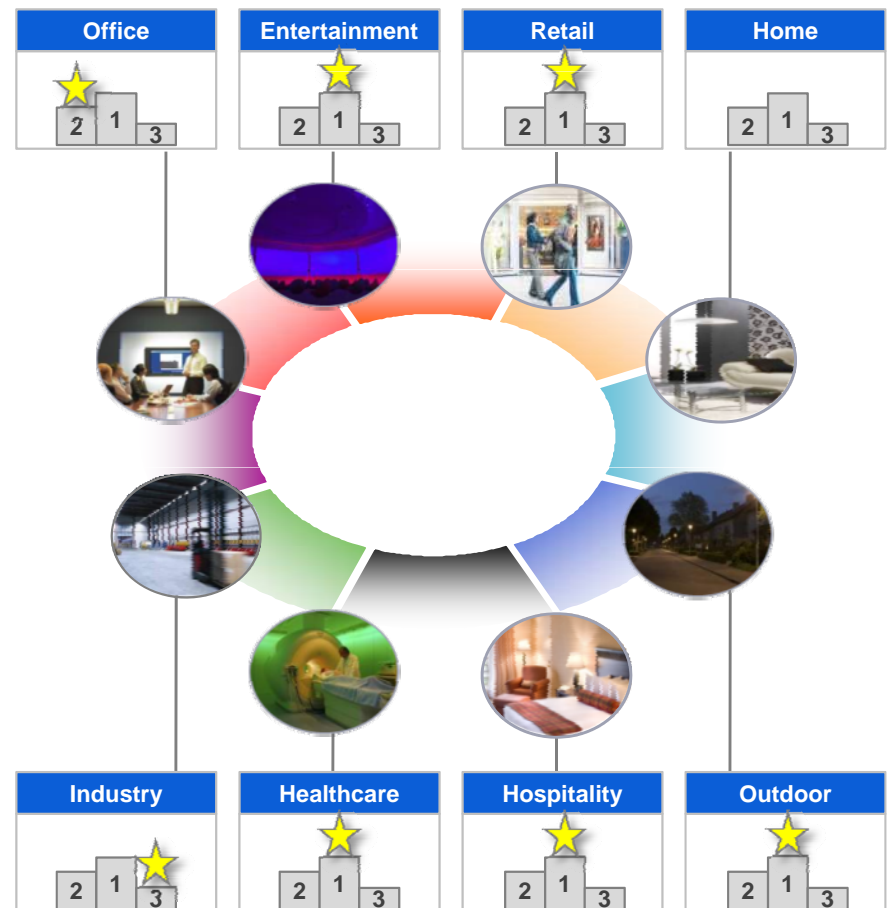 Office
2 1 3
Entertainment
2 1 3
Retail
2 1 3
Home
2 1 3
Industry
2 1 3
Healthcare
2 1 3
Hospitality
2 1 3
Outdoor
2 1 3